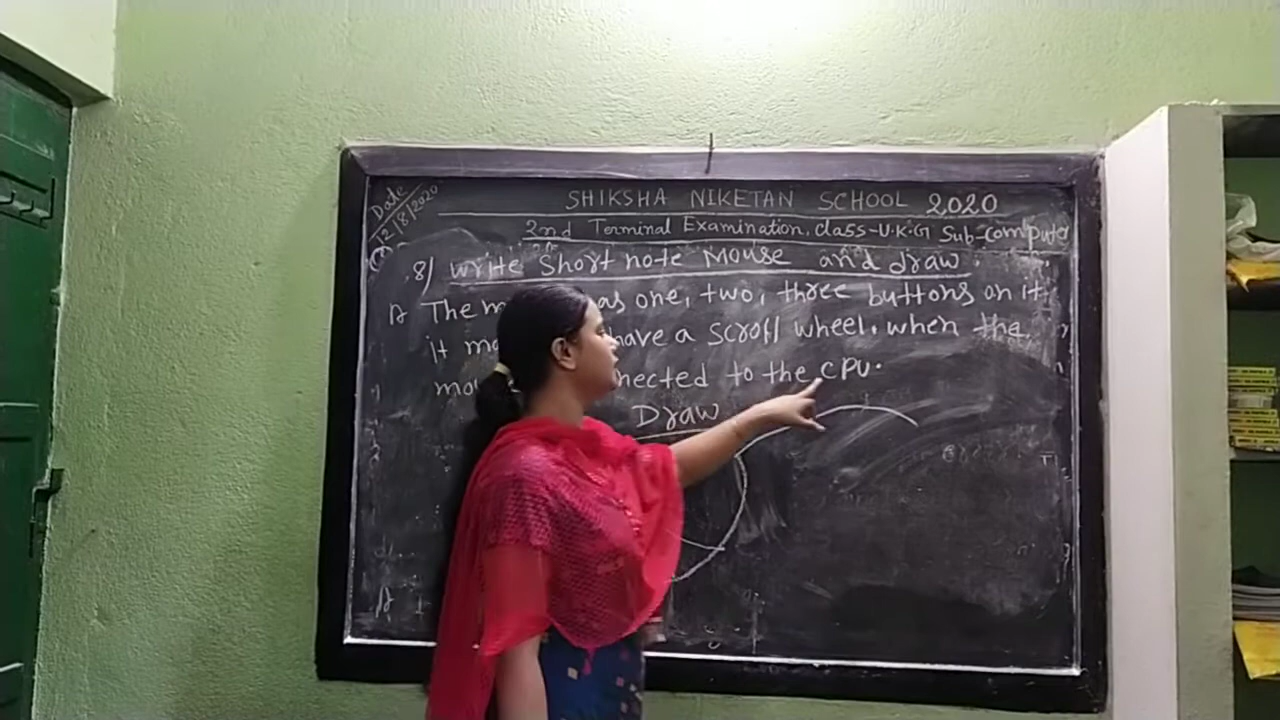 Date
12/8/2020
SHIKSHA NIKETAN SCHOOL 2020
2nd Terminal Examination, Class-U.K.G Sub-Computer
8) Write Short note Mouse and draw.
A The m as one, two, three buttons on it
it ma have a scroll wheel. when the
mou nected to the CPU.
Draw